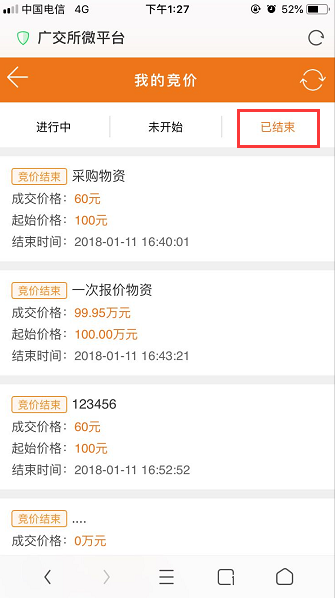 中国电信 4G 下午1:27 52%
广交所微平台
我的竞价
进行中 未开始 已结束
竞价结束 采购物资
成交价格：60元
起始价格：100元
结束时间：2018-01-11 16:40:01
竞价结束 一次报价物资
成交价格：99.95万元
起始价格：100.00万元
结束时间：2018-01-11 16:43:21
竞价结束 123456
成交价格：60元
起始价格：100元
结束时间：2018-01-11 16:52:52
竞价结束 ....
成交价格：0万元